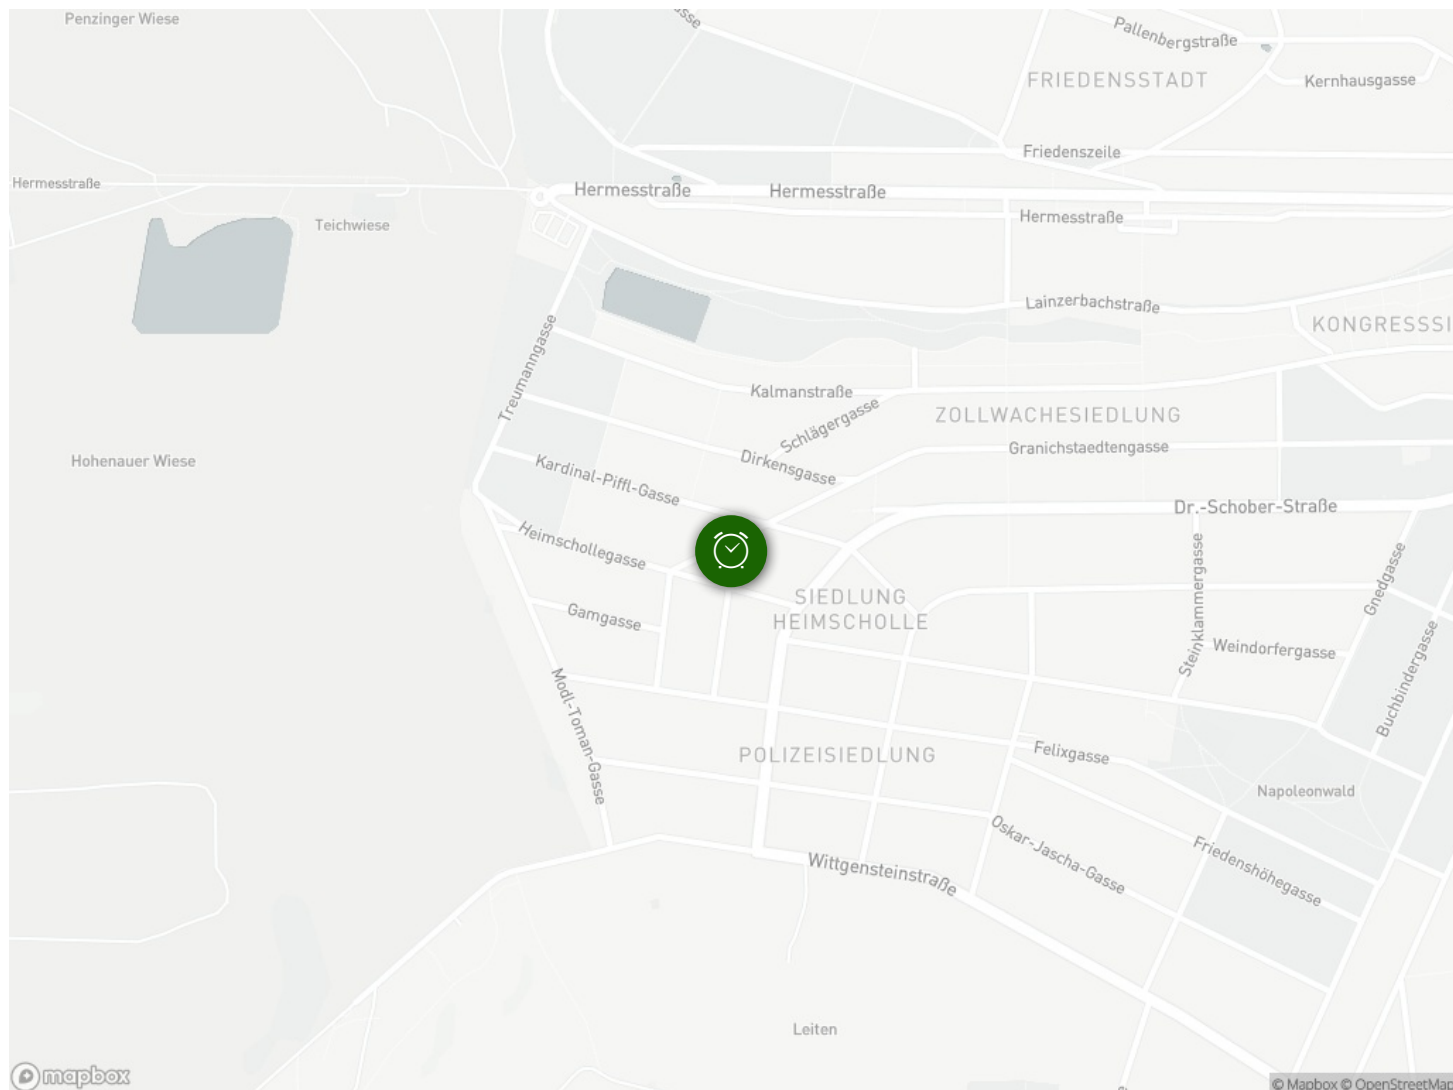 Penzinger Wiese
Pallenbergstraße
FRIEDENSSTADT
Kernhausgasse
Friedenszeile
Hermesstraße
Hermesstraße
Hermesstraße
Hermesstraße
Teichwiese
Lainzerbachstraße
KONGRESSSI
Treumanngasse
Kalmanstraße
Schlägergasse
ZOLLWACHESIEDLUNG
Granichstaedtengasse
Dirkensgasse
Hohenauer Wiese
Kardinal-Piffl-Gasse
Dr.-Schober-Straße
Heimschollegasse
Steinklammergasse
Gnedgasse
SIEDLUNG
HEIMSCHOLLE
Gamgasse
Weindorfergasse
Buchbindergasse
Modl-Toman-Gasse
POLIZEISIEDLUNG
Felixgasse
Napoleonwald
Oskar-Jascha-Gasse
Friedenshöhegasse
Wittgensteinstraße
Leiten
mapbox
© Mapbox © OpenStreetMap